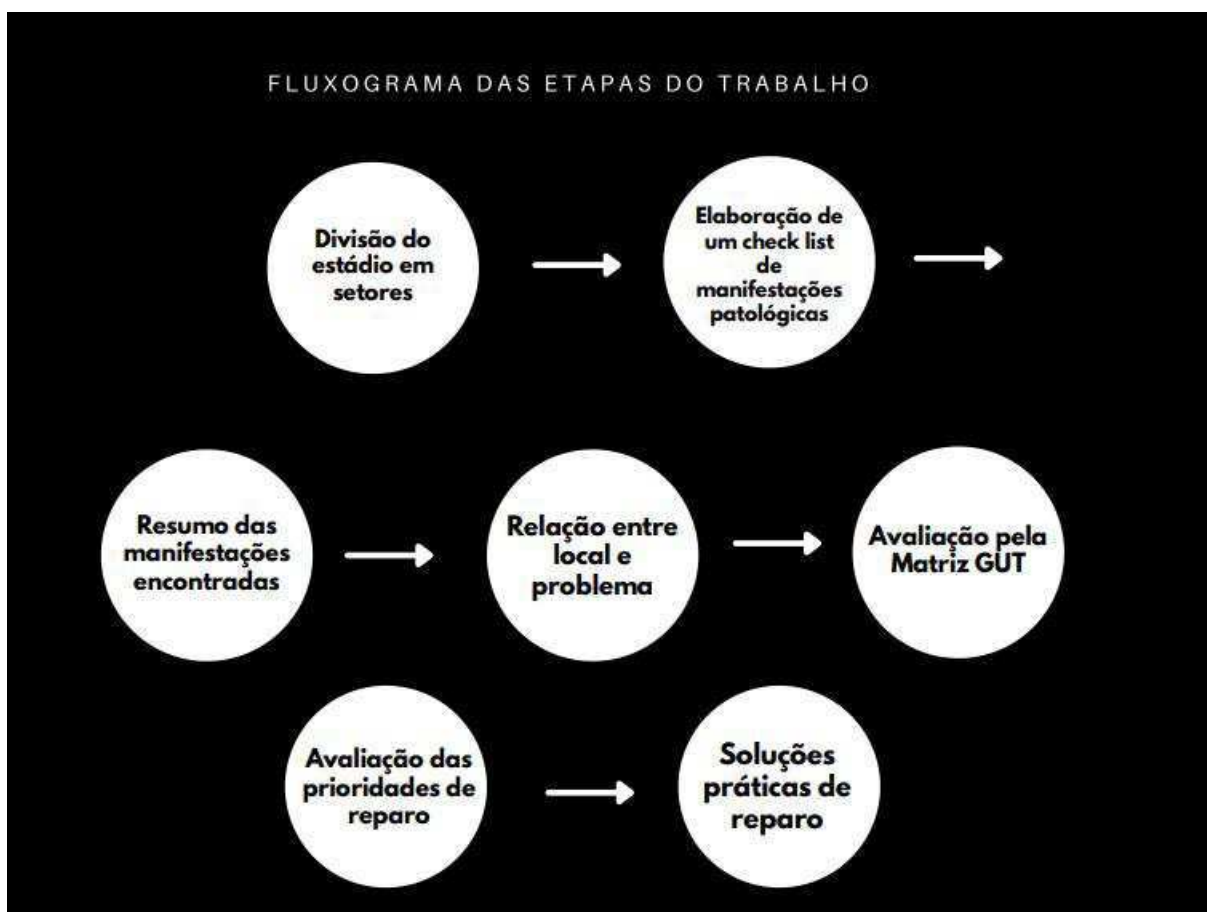 FLUXOGRAMA DAS ETAPAS DO TRABALHO
Divisão do
estádio em
setores
Elaboração de
um check list
de
manifestações
patológicas
Resumo das
manifestações
encontradas
Relação entre
local e
problema
Avaliação pela
Matriz GUT
Avaliação das
prioridades de
reparo
Soluções
práticas de
reparo